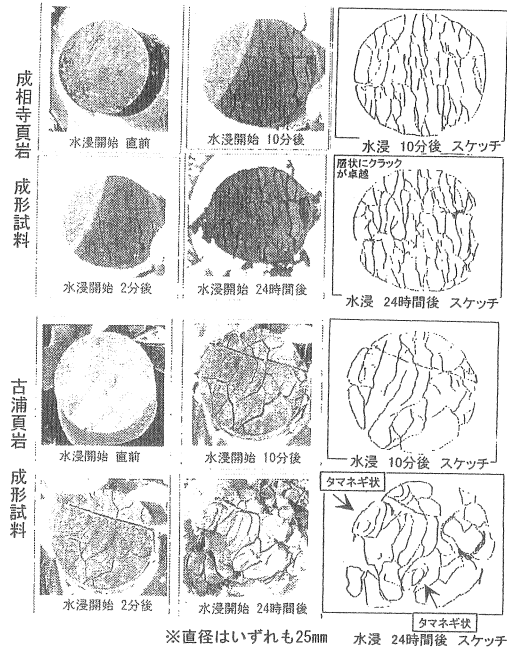 成相寺頁岩 成形試料
水浸開始 直前
水浸開始 10分後
水浸 10分後 スケッチ
水浸開始 2分後
水浸開始 24時間後
層状にクラック
が卓越
水浸 24時間後 スケッチ
古浦頁岩 成形試料
水浸開始 直前
水浸開始 10分後
水浸 10分後 スケッチ
水浸開始 2分後
水浸開始 24時間後
タマネギ状
タマネギ状
水浸 24時間後 スケッチ
※直径はいずれも25mm